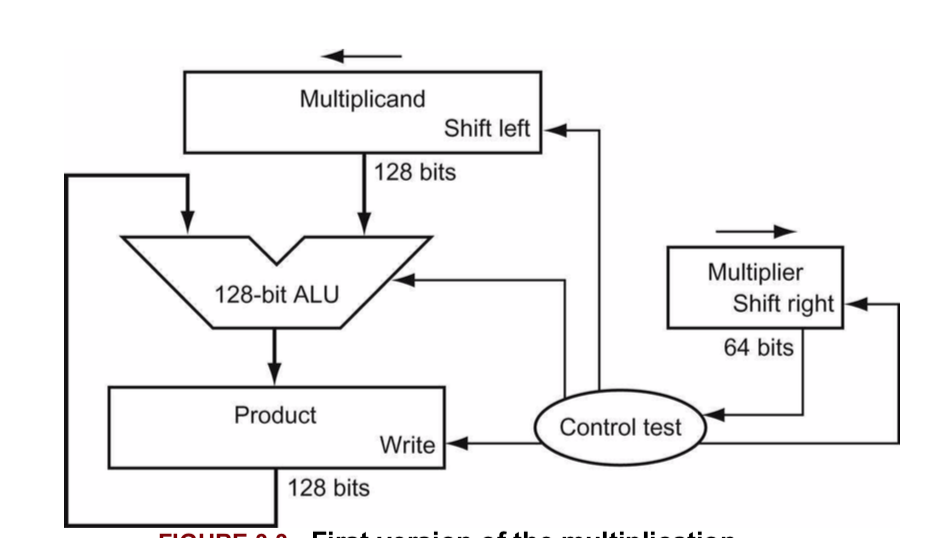 Multiplicand
Shift left
128 bits
128-bit ALU
Multiplier
Shift right
64 bits
Product
Write
Control test
128 bits
First version of the multiplication